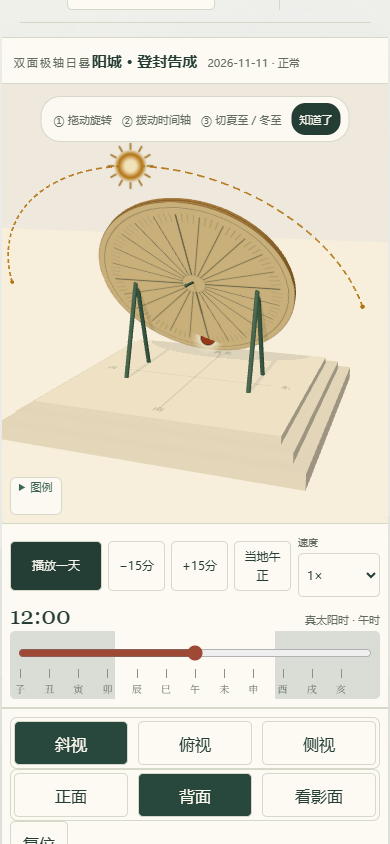 双面极轴日晷 阳城·登封告成 2026-11-11 · 正常
① 拖动旋转 ② 拨动时间轴 ③ 切夏至 / 冬至 知道了
▶ 图例
速度
播放一天 −15分 +15分 当地午正 1×
12:00 真太阳时 · 午时
子 丑 寅 卯 辰 巳 午 未 申 酉 戌 亥
斜视 俯视 侧视
正面 背面 看影面
复位